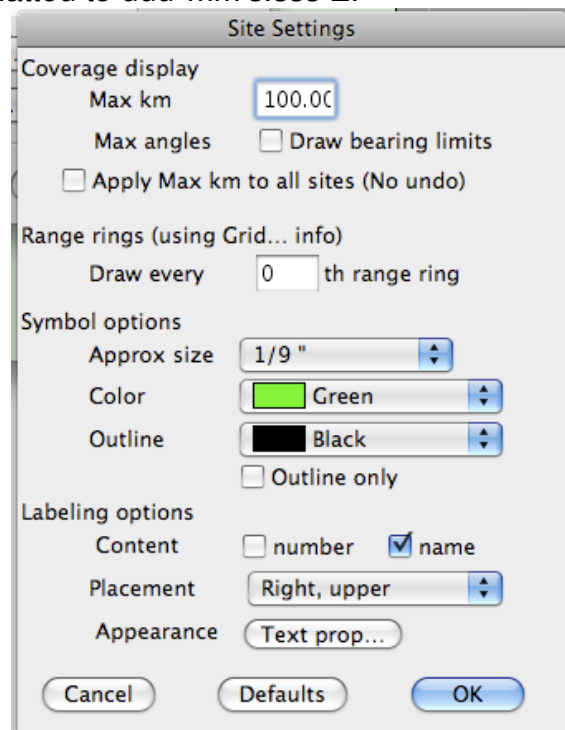 Site Settings
Coverage display
Max km 100.00
Max angles Draw bearing limits
Apply Max km to all sites (No undo)
Range rings (using Grid... info)
Draw every 0 th range ring
Symbol options
Approx size 1/9 "
Color Green
Outline Black
Outline only
Labeling options
Content number name
Placement Right, upper
Appearance Text prop...
Cancel Defaults OK